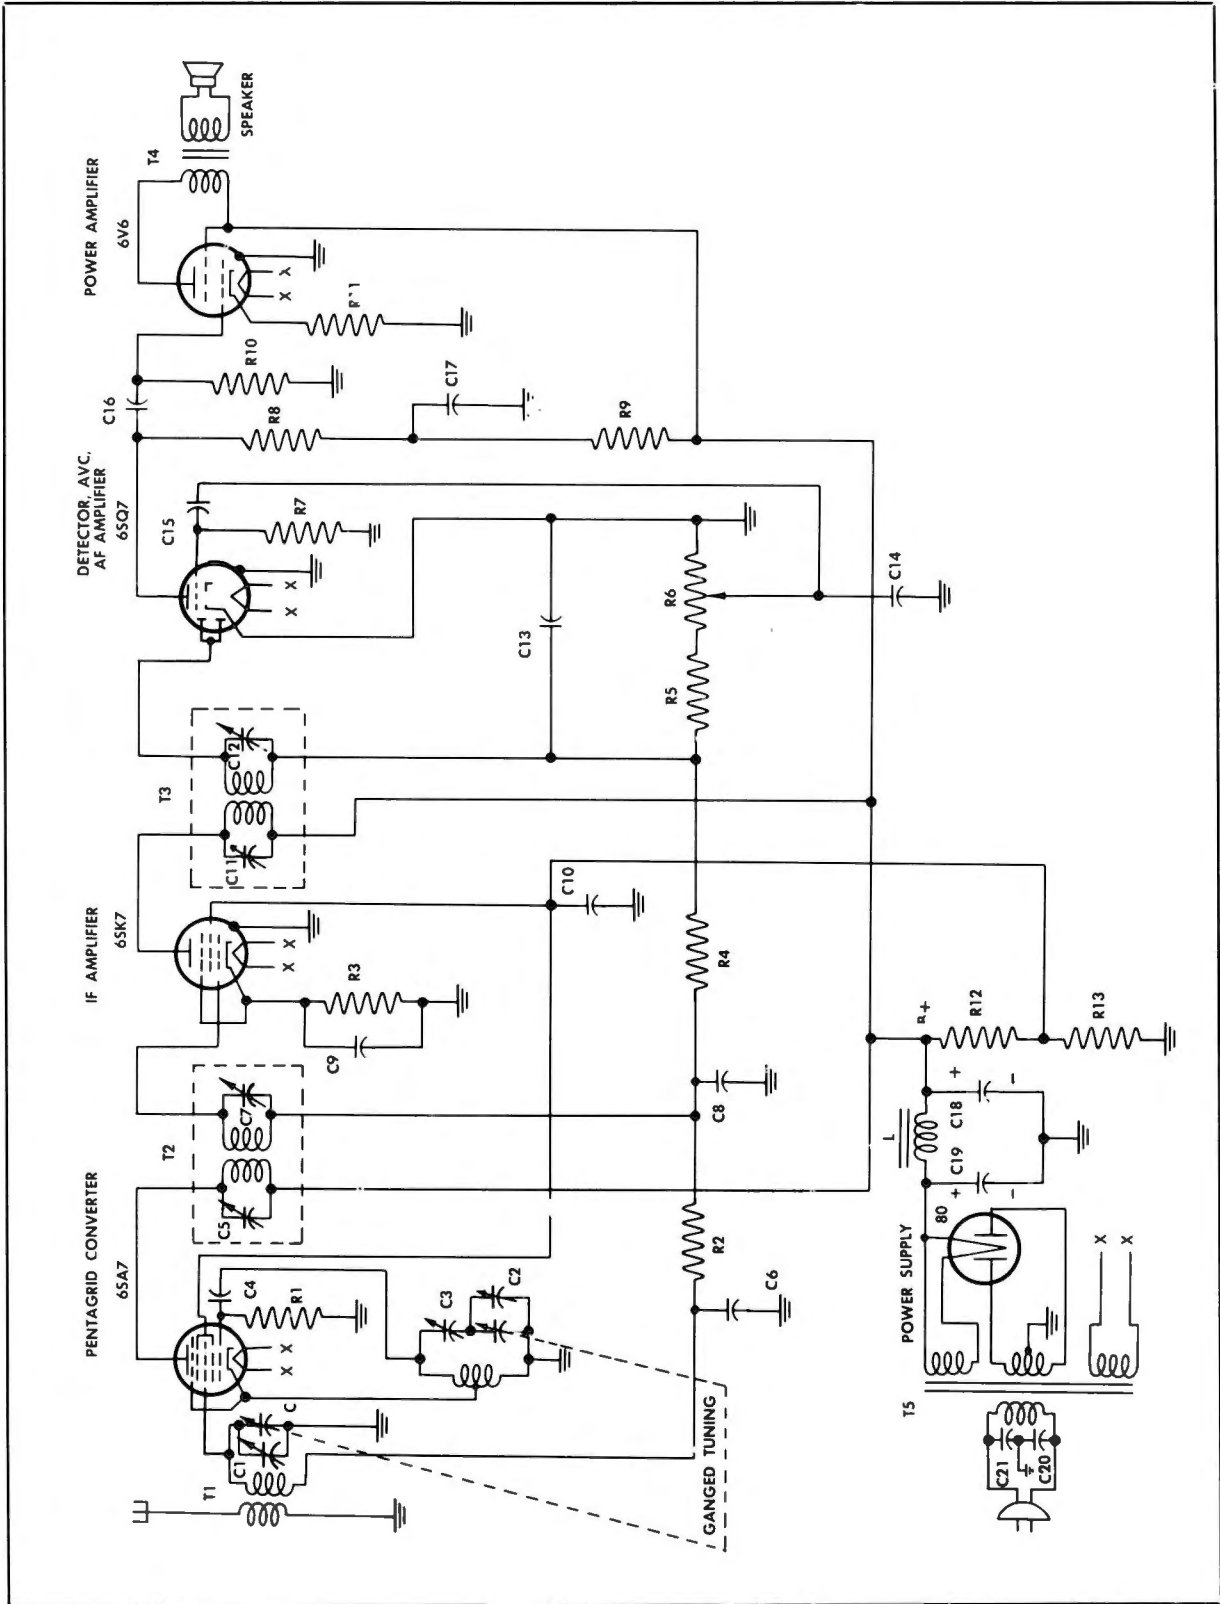 PENTAGRID CONVERTER
6SA7
IF AMPLIFIER
6SK7
DETECTOR, AVC,
AF AMPLIFIER
6SQ7
POWER AMPLIFIER
6V6
T1
C1
C
C4
R1
X X
C3
C2
T2
C5
C7
C9
R3
X X
T3
C11
C12
C10
C15
R7
X X
C16
R8
R10
C17
R9
X X
T4
SPEAKER
GANGED TUNING
C6
R2
C8
R4
C13
R5
R6
C14
T5
C21
C20
POWER SUPPLY
80
X
X
L
+ C19 -
+ C18 -
R12
R13